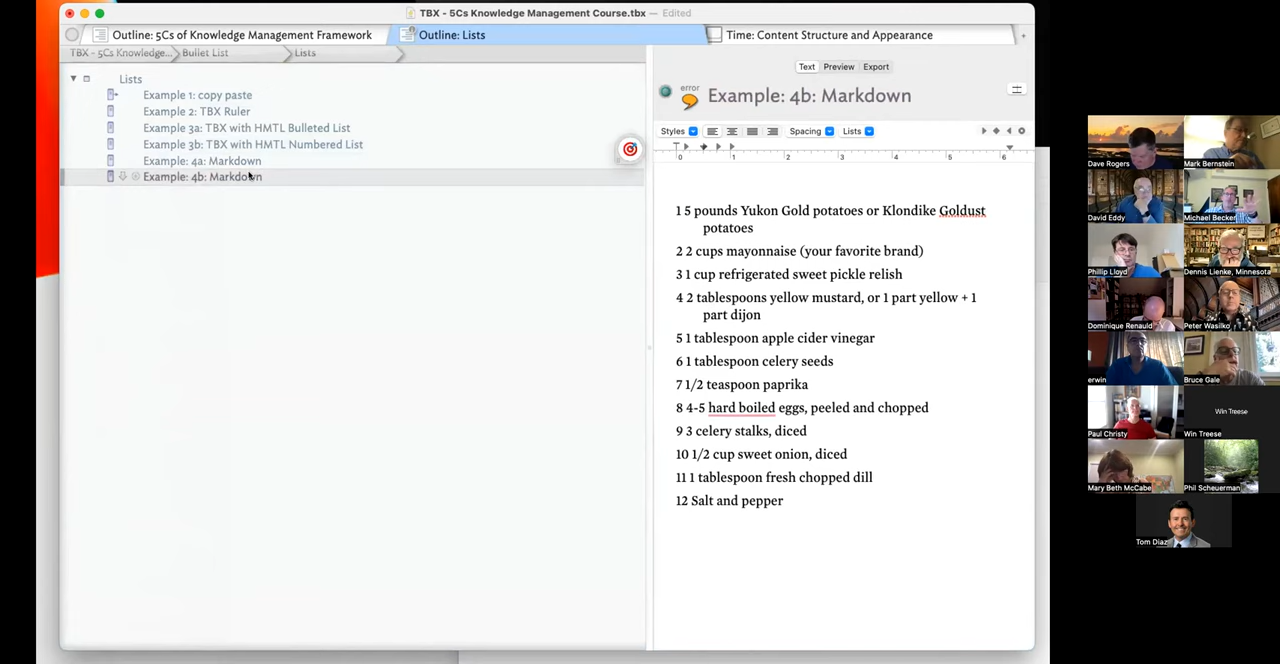 TBX - 5Cs Knowledge Management Course.tbx — Edited
Outline: 5Cs of Knowledge Management Framework
Outline: Lists
Time: Content Structure and Appearance
TBX - 5Cs Knowledge... Bullet List Lists
Lists
Example 1: copy paste
Example 2: TBX Ruler
Example 3a: TBX with HMTL Bulleted List
Example 3b: TBX with HMTL Numbered List
Example: 4a: Markdown
Example: 4b: Markdown
Text Preview Export
error
Example: 4b: Markdown
Styles Spacing Lists
0 1 2 3 4 5 6
1 5 pounds Yukon Gold potatoes or Klondike Goldust
potatoes
2 2 cups mayonnaise (your favorite brand)
3 1 cup refrigerated sweet pickle relish
4 2 tablespoons yellow mustard, or 1 part yellow + 1
part dijon
5 1 tablespoon apple cider vinegar
6 1 tablespoon celery seeds
7 1/2 teaspoon paprika
8 4-5 hard boiled eggs, peeled and chopped
9 3 celery stalks, diced
10 1/2 cup sweet onion, diced
11 1 tablespoon fresh chopped dill
12 Salt and pepper
Dave Rogers
Mark Bernstein
David Eddy
Michael Becker
Phillip Lloyd
Dennis Lienke, Minnesota
Dominique Renauld
Peter Wasilko
erwin
Bruce Gale
Paul Christy
Win Treese
Win Treese
Mary Beth McCabe
Phil Scheuerman
Tom Diaz